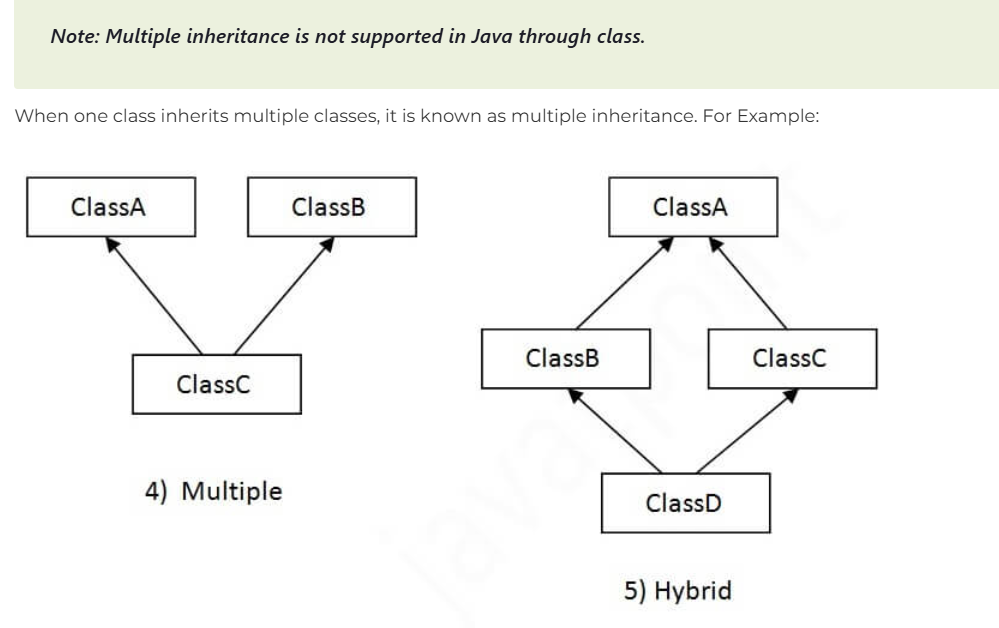 Note: Multiple inheritance is not supported in Java through class.
When one class inherits multiple classes, it is known as multiple inheritance. For Example:
ClassA
ClassB
ClassC
4) Multiple
ClassA
ClassB
ClassC
ClassD
5) Hybrid